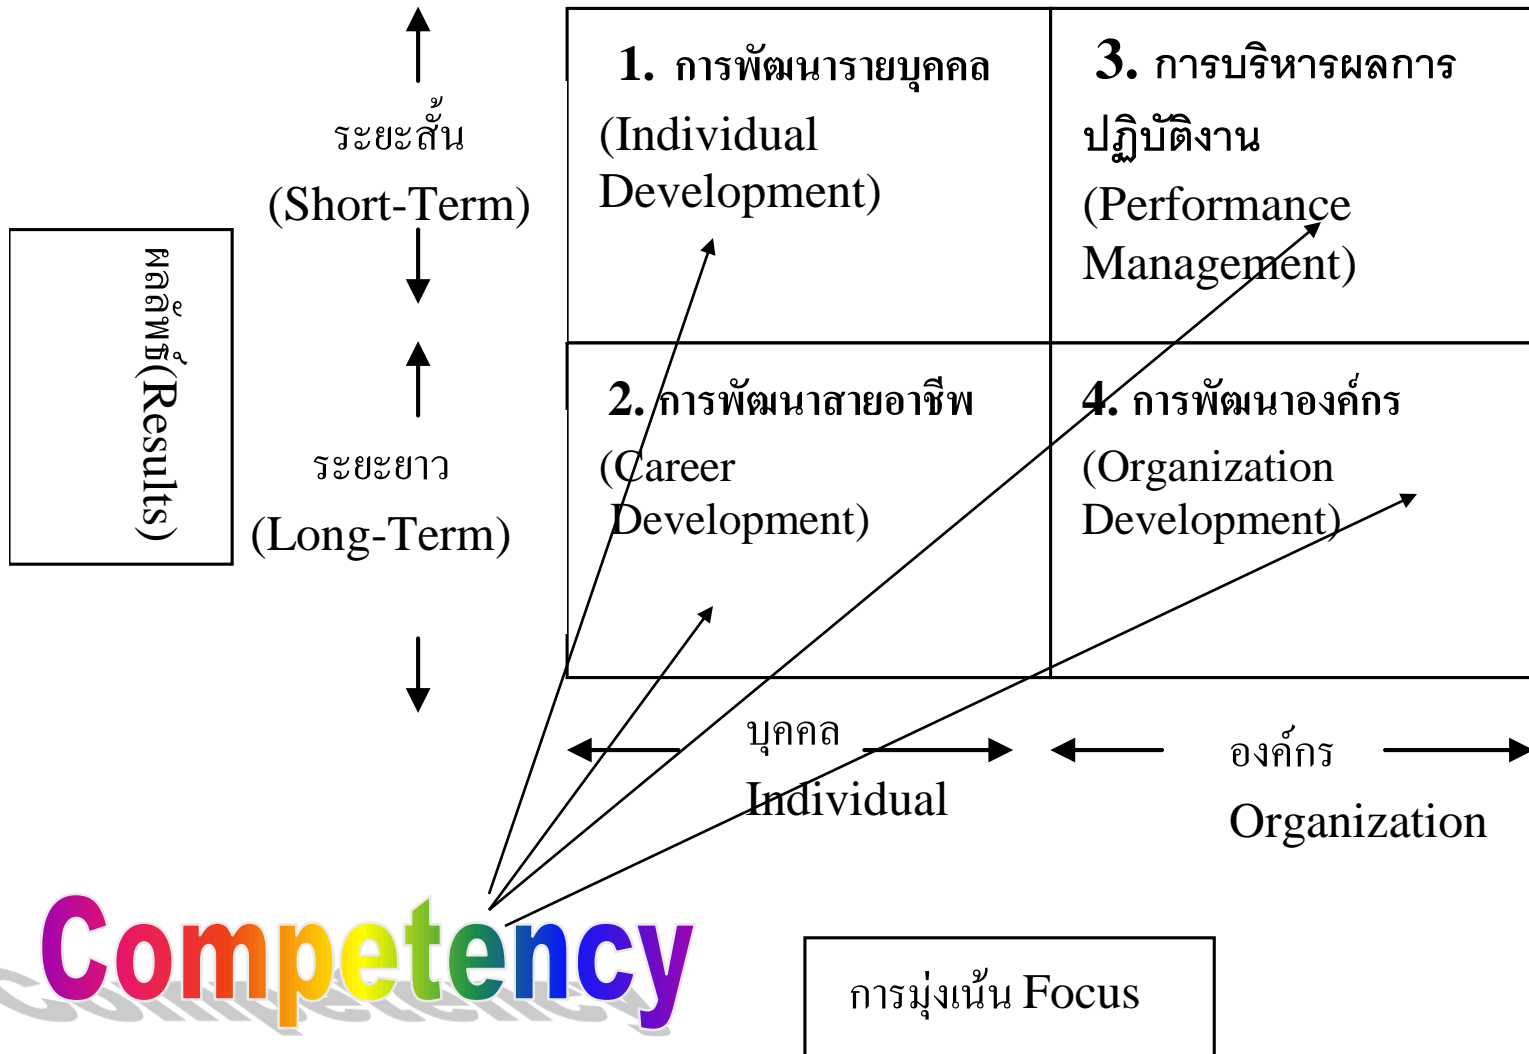 1. การพัฒนารายบุคคล
(Individual
Development)
3. การบริหารผลการ
ปฏิบัติงาน
(Performance
Management)
ระยะสั้น
(Short-Term)
ผลลัพธ์(Results)
2. การพัฒนาสายอาชีพ
(Career
Development)
4. การพัฒนาองค์กร
(Organization
Development)
ระยะยาว
(Long-Term)
บุคคล
Individual
องค์กร
Organization
Competency
การมุ่งเน้น Focus